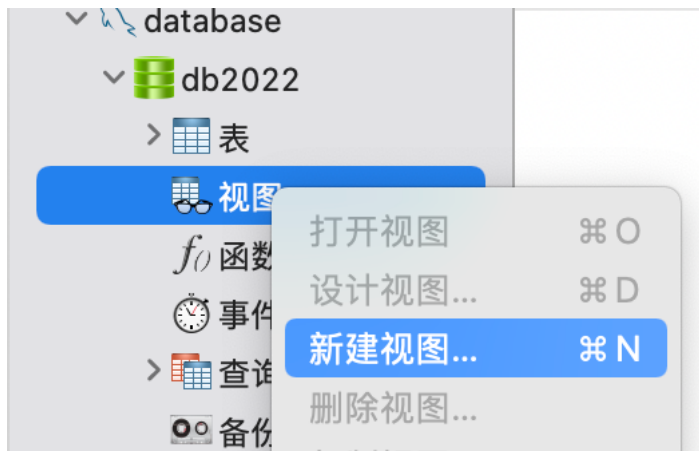 database
db2022
表
视图
打开视图 ⌘ O
函数
设计视图... ⌘ D
事件
新建视图... ⌘ N
查询
删除视图...
备份